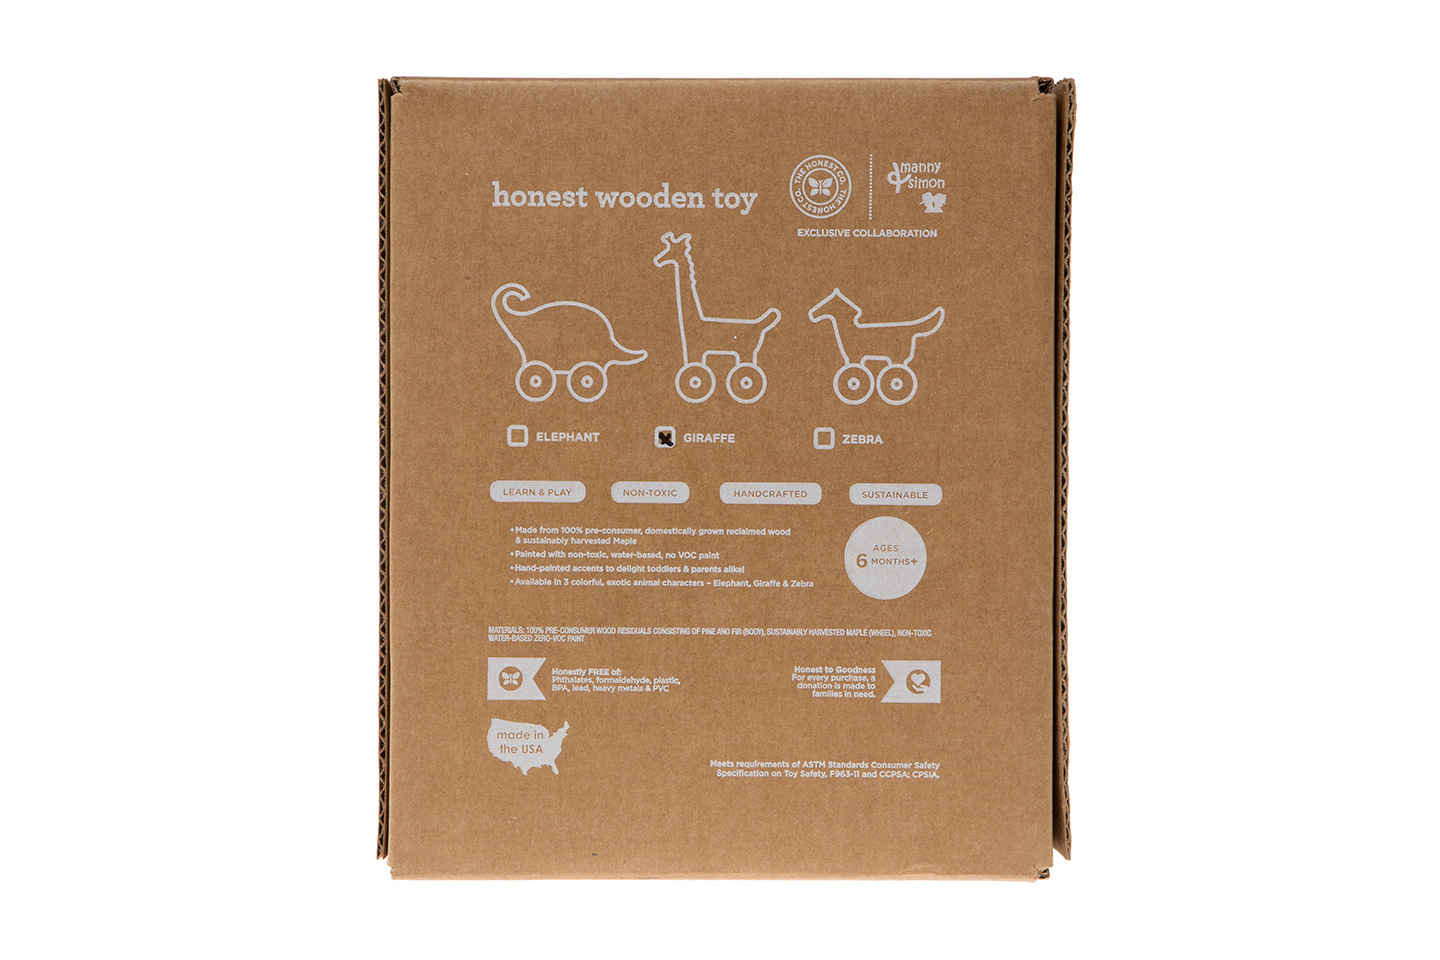 honest wooden toy
THE HONEST CO. THE HONEST CO.
manny
& simon
EXCLUSIVE COLLABORATION
ELEPHANT
GIRAFFE
ZEBRA
LEARN & PLAY
NON-TOXIC
HANDCRAFTED
SUSTAINABLE
• Made from 100% pre-consumer, domestically grown reclaimed wood
& sustainably harvested Maple
• Painted with non-toxic, water-based, no VOC paint
• Hand-painted accents to delight toddlers & parents alike!
• Available in 3 colorful, exotic animal characters – Elephant, Giraffe & Zebra
AGES
6 MONTHS+
MATERIALS: 100% PRE-CONSUMER WOOD RESIDUALS CONSISTING OF PINE AND FIR (BODY), SUSTAINABLY HARVESTED MAPLE (WHEEL), NON-TOXIC
WATER-BASED ZERO-VOC PAINT
Honestly FREE of:
Phthalates, formaldehyde, plastic,
BPA, lead, heavy metals & PVC
Honest to Goodness
For every purchase, a
donation is made to
families in need.
made in
the USA
Meets requirements of ASTM Standards Consumer Safety
Specification on Toy Safety, F963-11 and CCPSA; CPSIA.